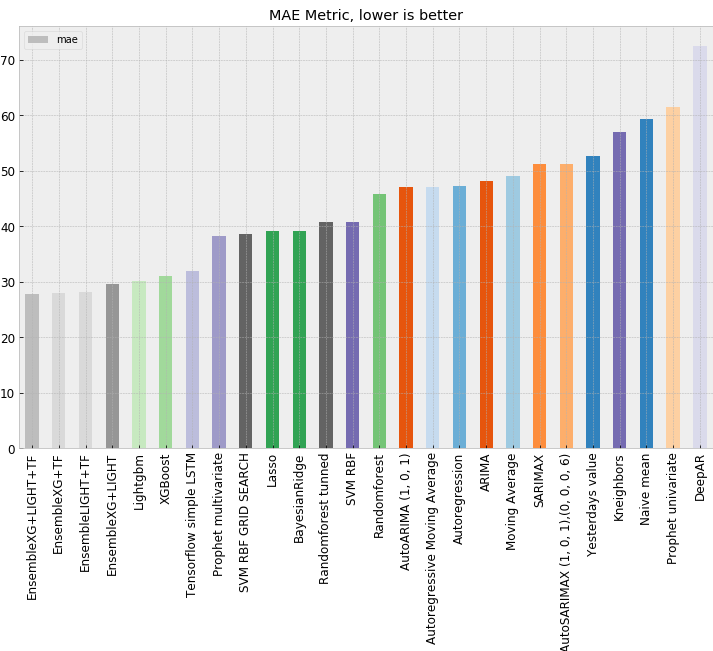 MAE Metric, lower is better
mae
70
60
50
40
30
20
10
0
EnsembleXG+LIGHT+TF
EnsembleXG+TF
EnsembleLIGHT+TF
EnsembleXG+LIGHT
Lightgbm
XGBoost
Tensorflow simple LSTM
Prophet multivariate
SVM RBF GRID SEARCH
Lasso
BayesianRidge
Randomforest tunned
SVM RBF
Randomforest
AutoARIMA (1, 0, 1)
Autoregressive Moving Average
Autoregression
ARIMA
Moving Average
SARIMAX
AutoSARIMAX (1, 0, 1),(0, 0, 0, 6)
Yesterdays value
Kneighbors
Naive mean
Prophet univariate
DeepAR